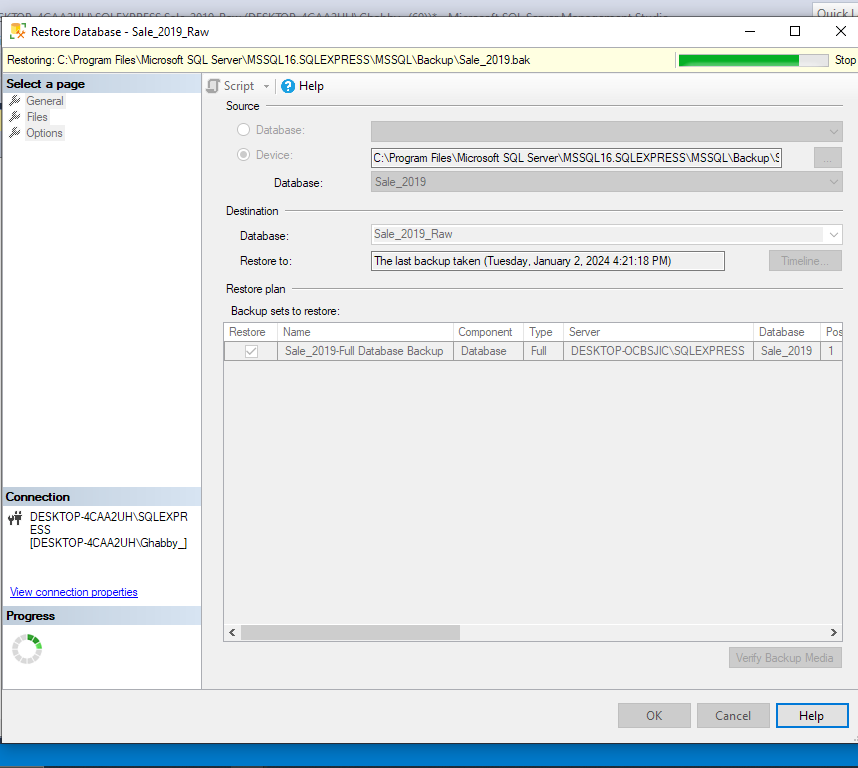 Quick L
Restore Database - Sale_2019_Raw
Restoring: C:\Program Files\Microsoft SQL Server\MSSQL16.SQLEXPRESS\MSSQL\Backup\Sale_2019.bak
Stop
Select a page
General
Files
Options
Script
Help
Source
Database:
Device:
C:\Program Files\Microsoft SQL Server\MSSQL16.SQLEXPRESS\MSSQL\Backup\S
...
Database:
Sale_2019
Destination
Database:
Sale_2019_Raw
Restore to:
The last backup taken (Tuesday, January 2, 2024 4:21:18 PM)
Timeline...
Restore plan
Backup sets to restore:
Restore Name Component Type Server Database Pos
Sale_2019-Full Database Backup Database Full DESKTOP-OCBSJIC\SQLEXPRESS Sale_2019 1
Connection
DESKTOP-4CAA2UH\SQLEXPR
ESS
[DESKTOP-4CAA2UH\Ghabby_]
View connection properties
Progress
Verify Backup Media
OK
Cancel
Help